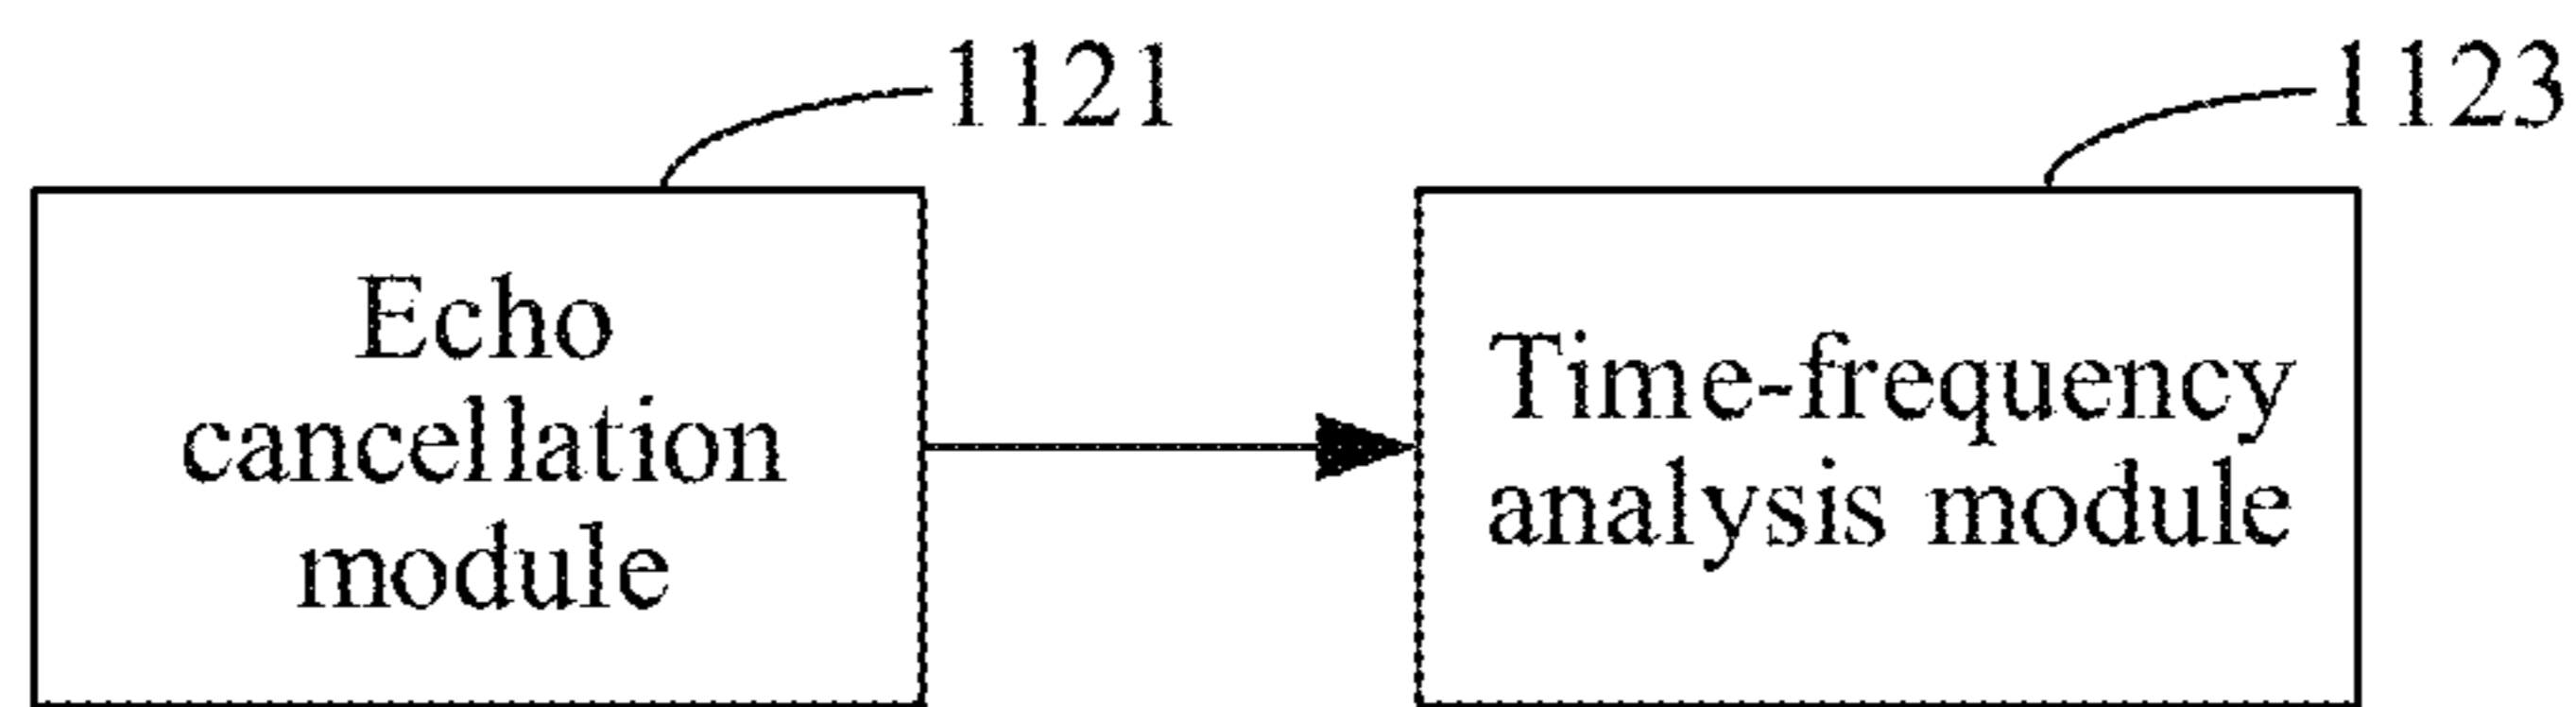 1121
1123
Echo
cancellation
module
Time-frequency
analysis module